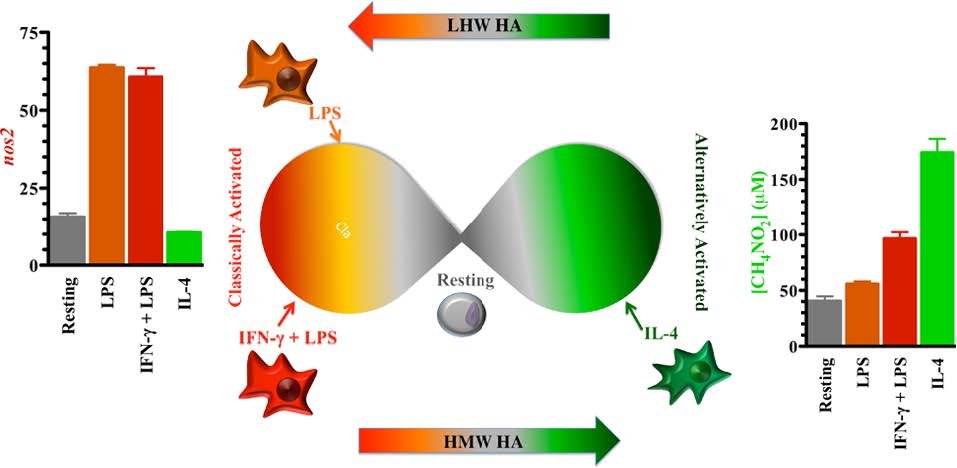 LHW HA
nos2
75
50
25
0
Resting
LPS
IFN-γ + LPS
IL-4
LPS
Classically Activated
Cla
IFN-γ + LPS
Resting
Alternatively Activated
IL-4
HMW HA
[CH4NO2] (μM)
200
150
100
50
0
Resting
LPS
IFN-γ + LPS
IL-4